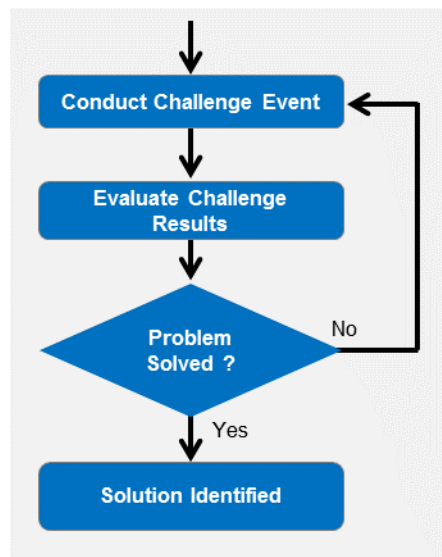 Conduct Challenge Event
Evaluate Challenge
Results
Problem
Solved ?
No
Yes
Solution Identified